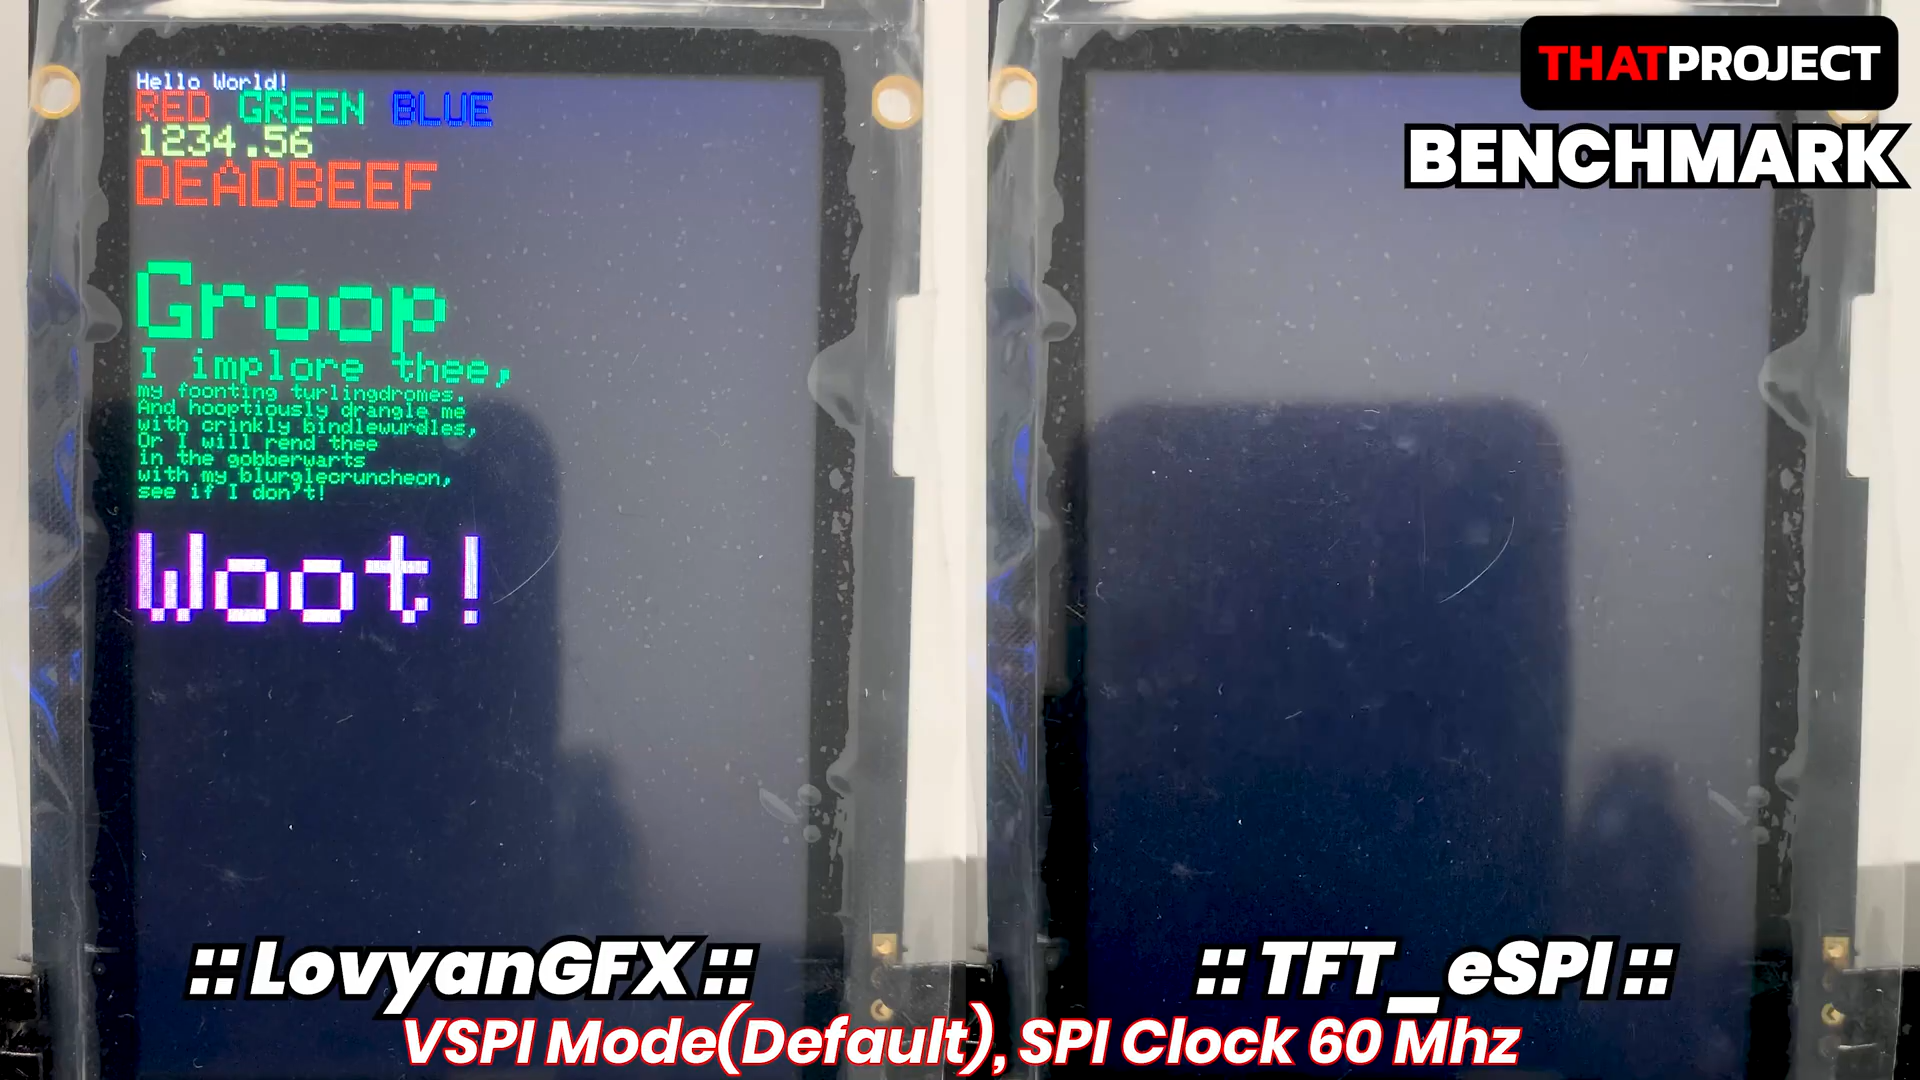 Hello World!
RED GREEN BLUE
1234.56
DEADBEEF
Groop
I implore thee,
my foonting turlingdromes.
And hooptiously drangle me
with crinkly bindlewurdles,
Or I will rend thee
in the gobberwarts
with my blurglecruncheon,
see if I don't!
Woot!
THATPROJECT
BENCHMARK
:: LovyanGFX ::
:: TFT_eSPI ::
VSPI Mode(Default), SPI Clock 60 Mhz